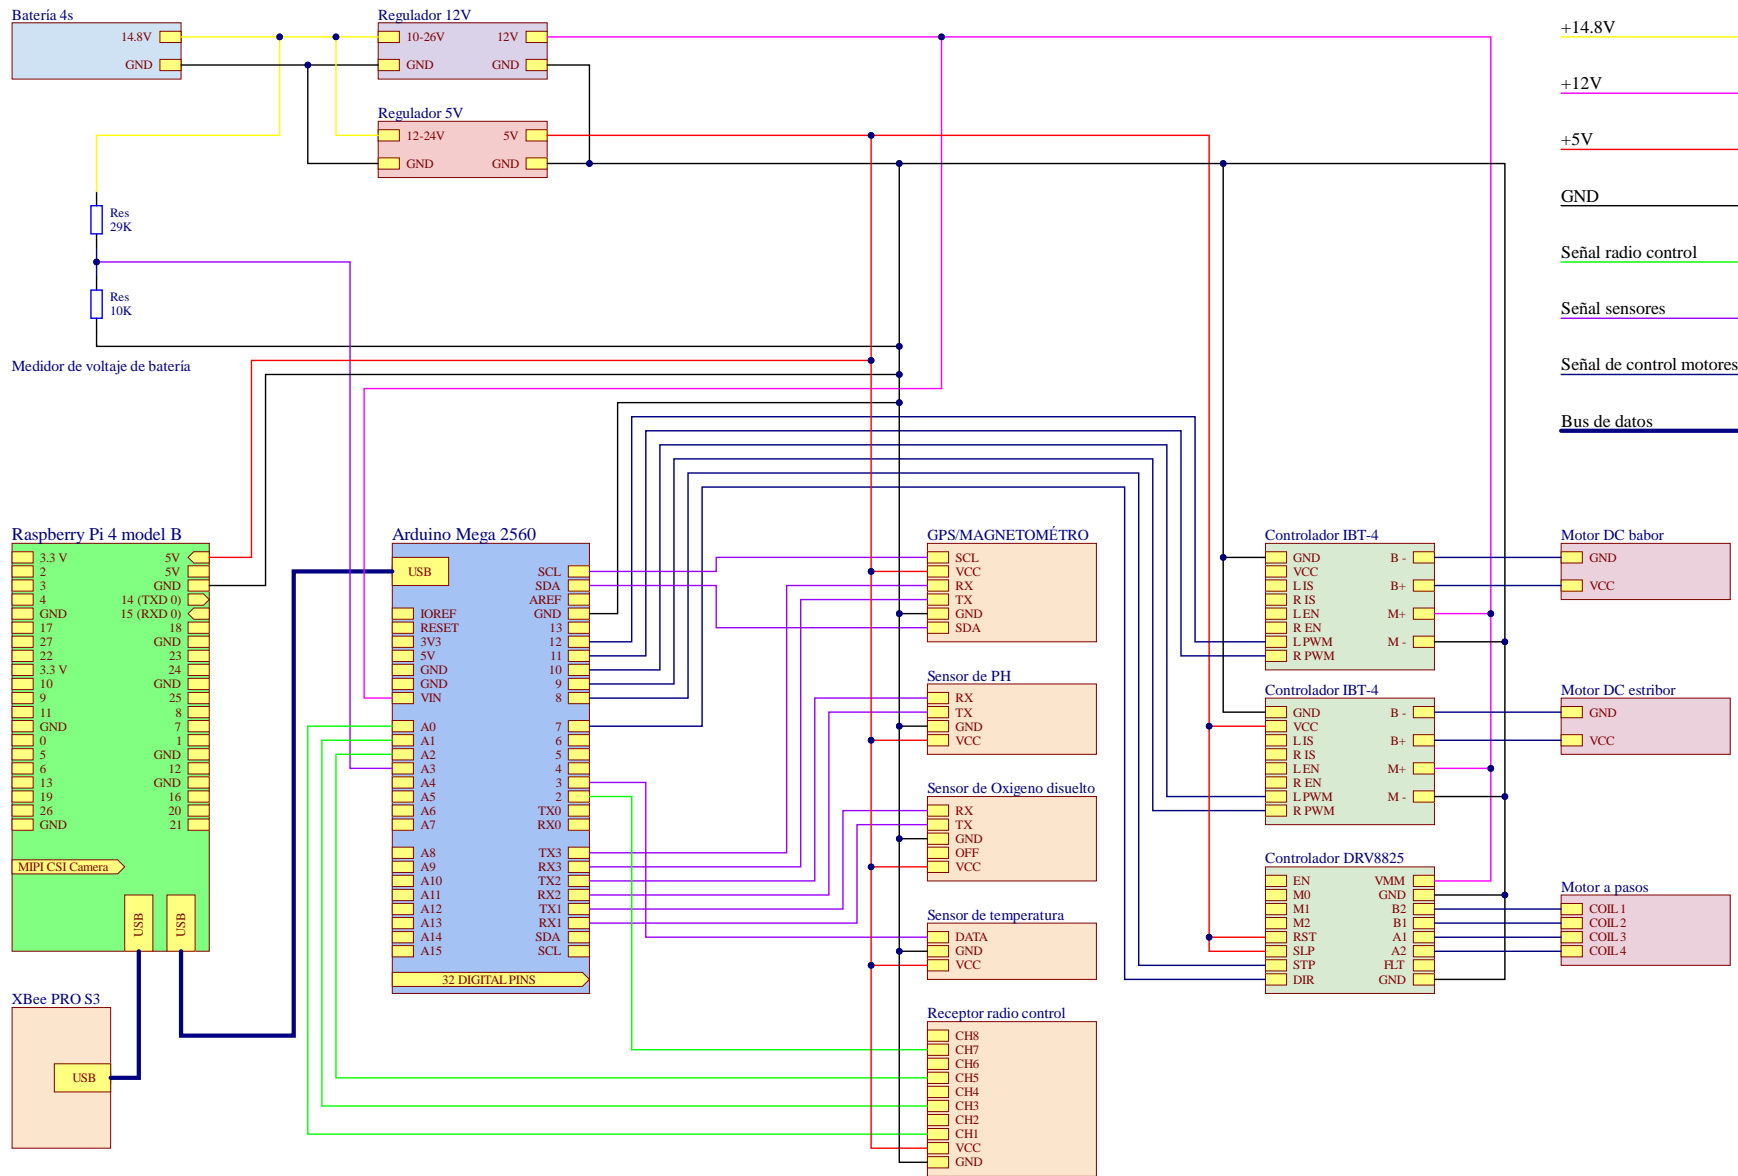 Batería 4s
14.8V
GND
Regulador 12V
10-26V 12V
GND GND
Regulador 5V
12-24V 5V
GND GND
Res
29K
Res
10K
Medidor de voltaje de batería
+14.8V
+12V
+5V
GND
Señal radio control
Señal sensores
Señal de control motores
Bus de datos
Raspberry Pi 4 model B
3.3 V 5V
2 5V
3 GND
4 14 (TXD 0)
GND 15 (RXD 0)
17 18
27 GND
22 23
3.3 V 24
10 GND
9 25
11 8
GND 7
0 1
5 GND
6 12
13 GND
19 16
26 20
GND 21
MIPI CSI Camera
USB
USB
XBee PRO S3
USB
Arduino Mega 2560
USB
SCL
SDA
AREF
IOREF GND
RESET 13
3V3 12
5V 11
GND 10
GND 9
VIN 8
A0 7
A1 6
A2 5
A3 4
A4 3
A5 2
A6 TX0
A7 RX0
A8 TX3
A9 RX3
A10 TX2
A11 RX2
A12 TX1
A13 RX1
A14 SDA
A15 SCL
32 DIGITAL PINS
GPS/MAGNETOMÉTRO
SCL
VCC
RX
TX
GND
SDA
Sensor de PH
RX
TX
GND
VCC
Sensor de Oxigeno disuelto
RX
TX
GND
OFF
VCC
Sensor de temperatura
DATA
GND
VCC
Receptor radio control
CH8
CH7
CH6
CH5
CH4
CH3
CH2
CH1
VCC
GND
Controlador IBT-4
GND B -
VCC
L IS B+
R IS
L EN M+
R EN
L PWM M -
R PWM
Controlador IBT-4
GND B -
VCC
L IS B+
R IS
L EN M+
R EN
L PWM M -
R PWM
Controlador DRV8825
EN VMM
M0 GND
M1 B2
M2 B1
RST A1
SLP A2
STP FLT
DIR GND
Motor DC babor
GND
VCC
Motor DC estribor
GND
VCC
Motor a pasos
COIL 1
COIL 2
COIL 3
COIL 4